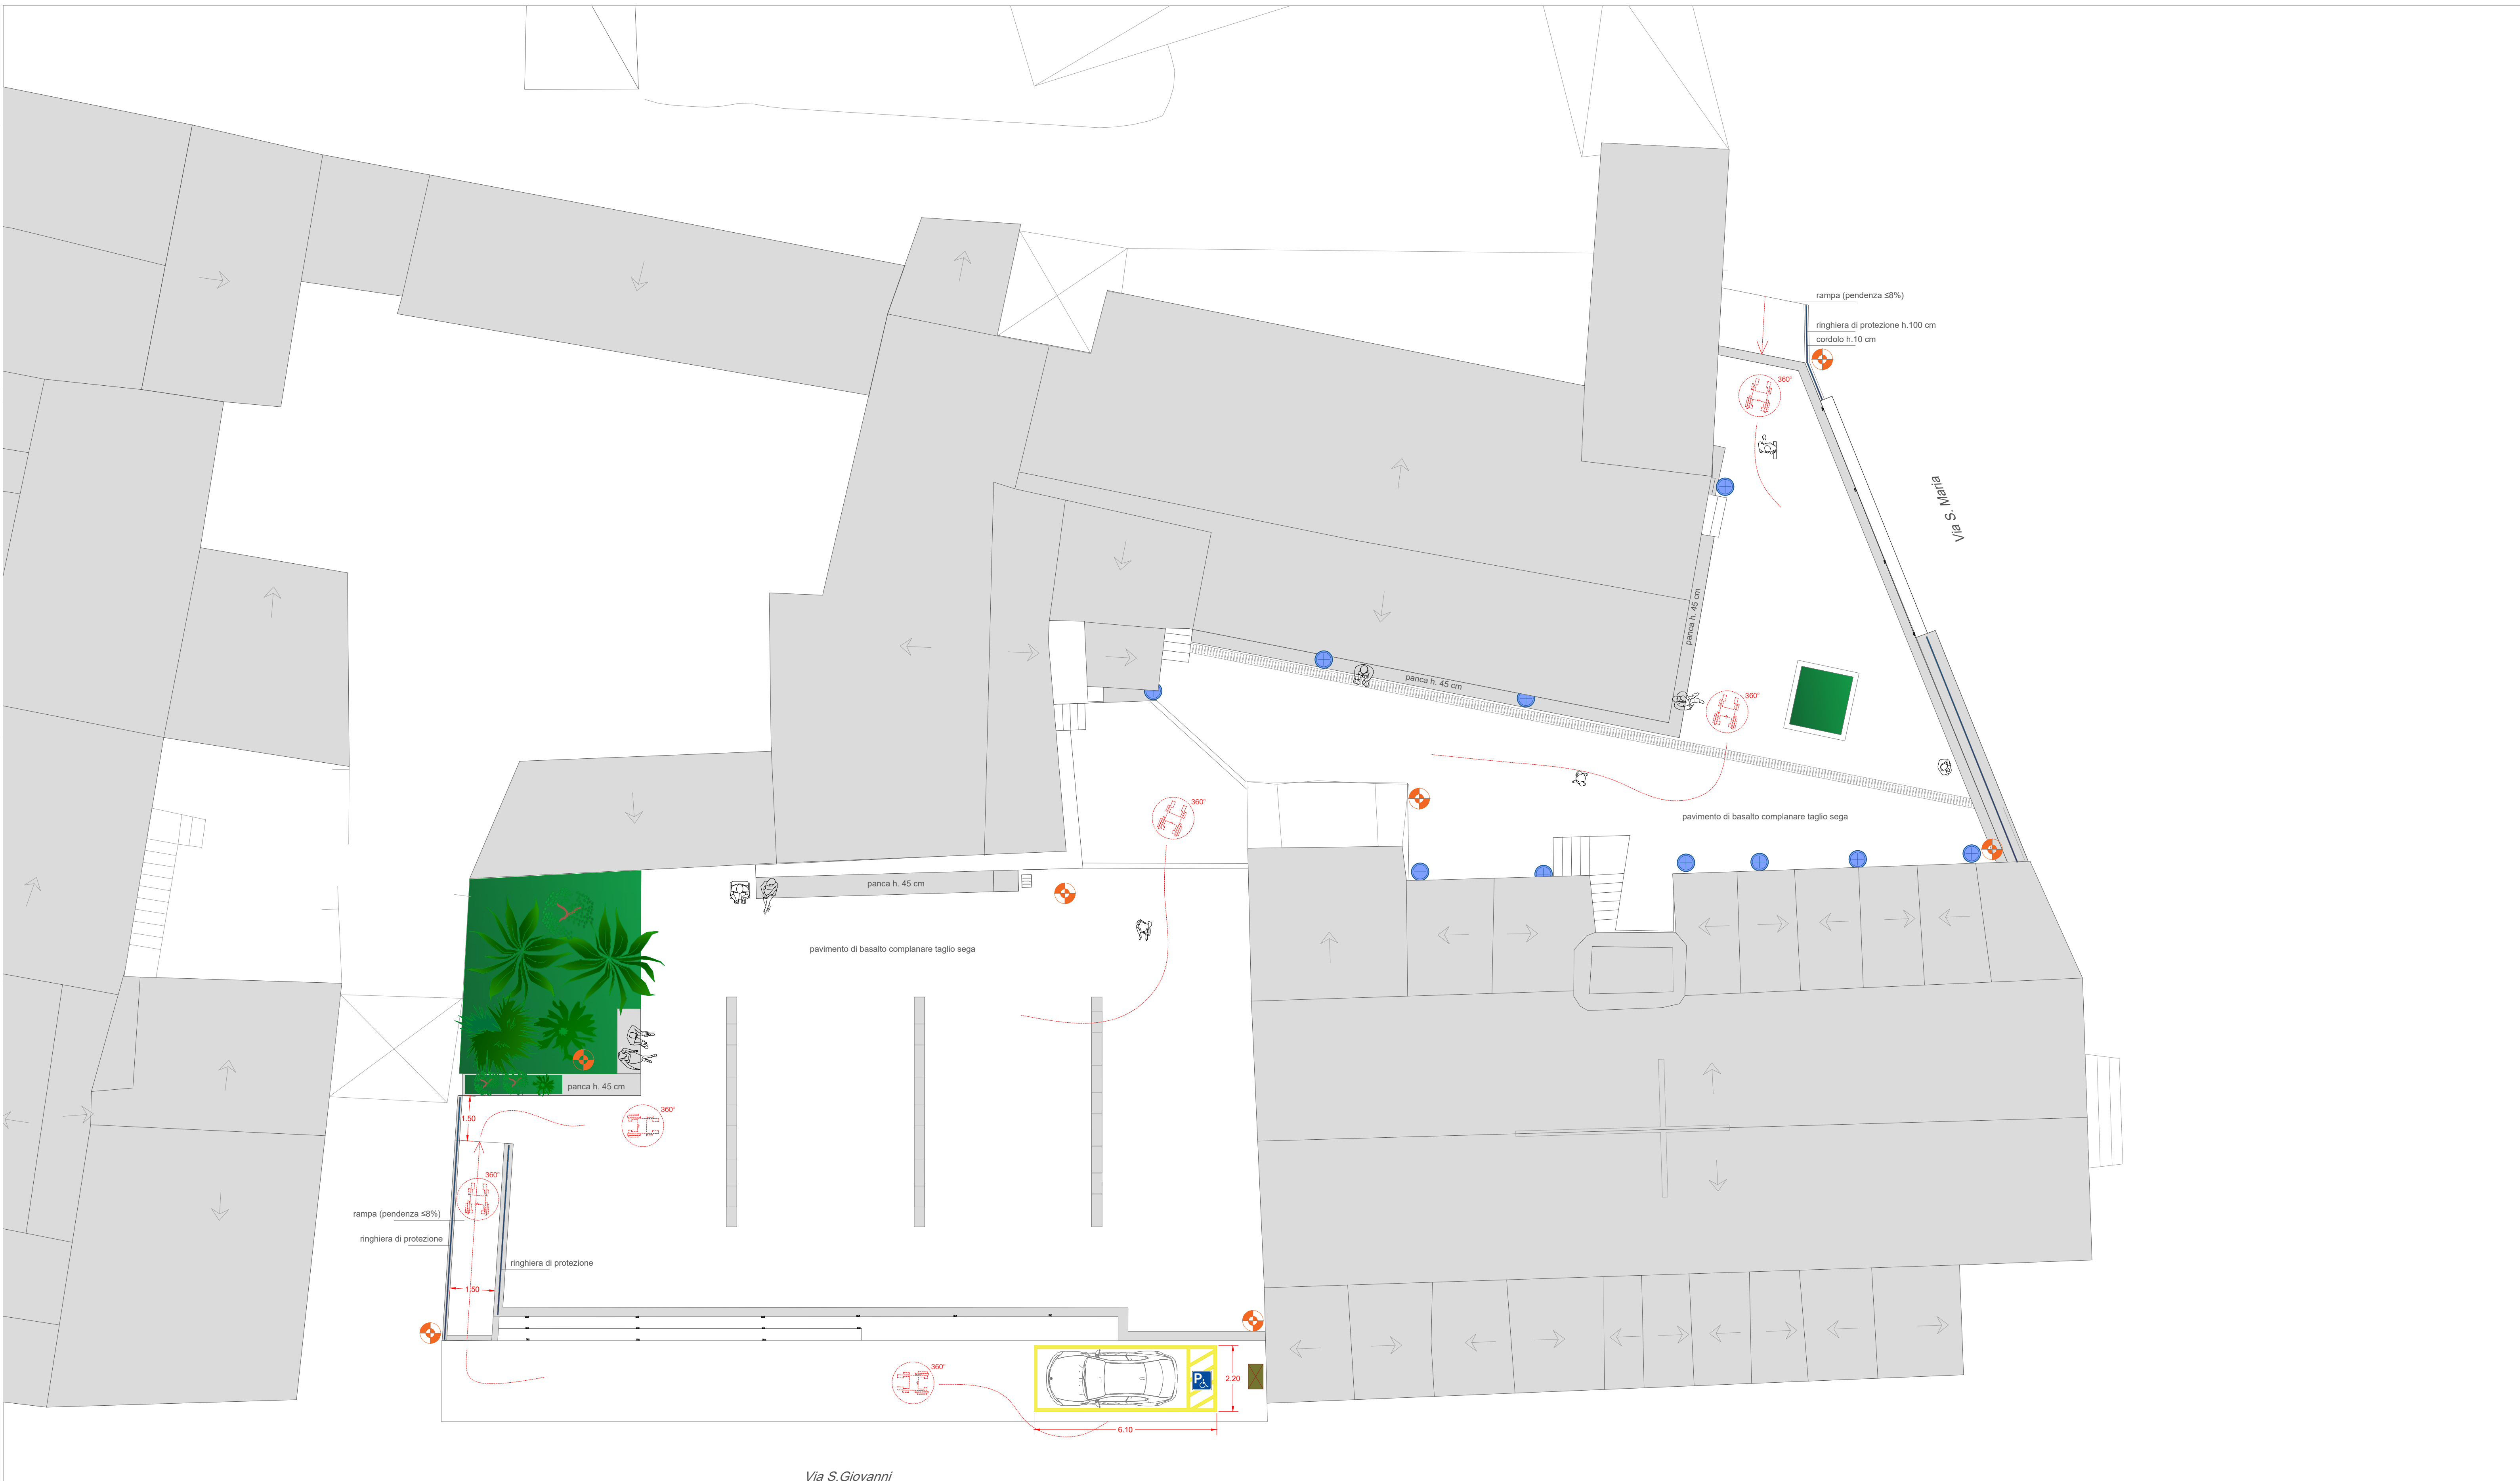 rampa (pendenza ≤8%)
ringhiera di protezione h.100 cm
cordolo h.10 cm
360°
Via S. Maria
panca h. 45 cm
panca h. 45 cm
360°
360°
pavimento di basalto complanare taglio sega
panca h. 45 cm
pavimento di basalto complanare taglio sega
panca h. 45 cm
360°
1.50
360°
rampa (pendenza ≤8%)
ringhiera di protezione
ringhiera di protezione
1.50
360°
P
2.20
6.10
Via S.Giovanni